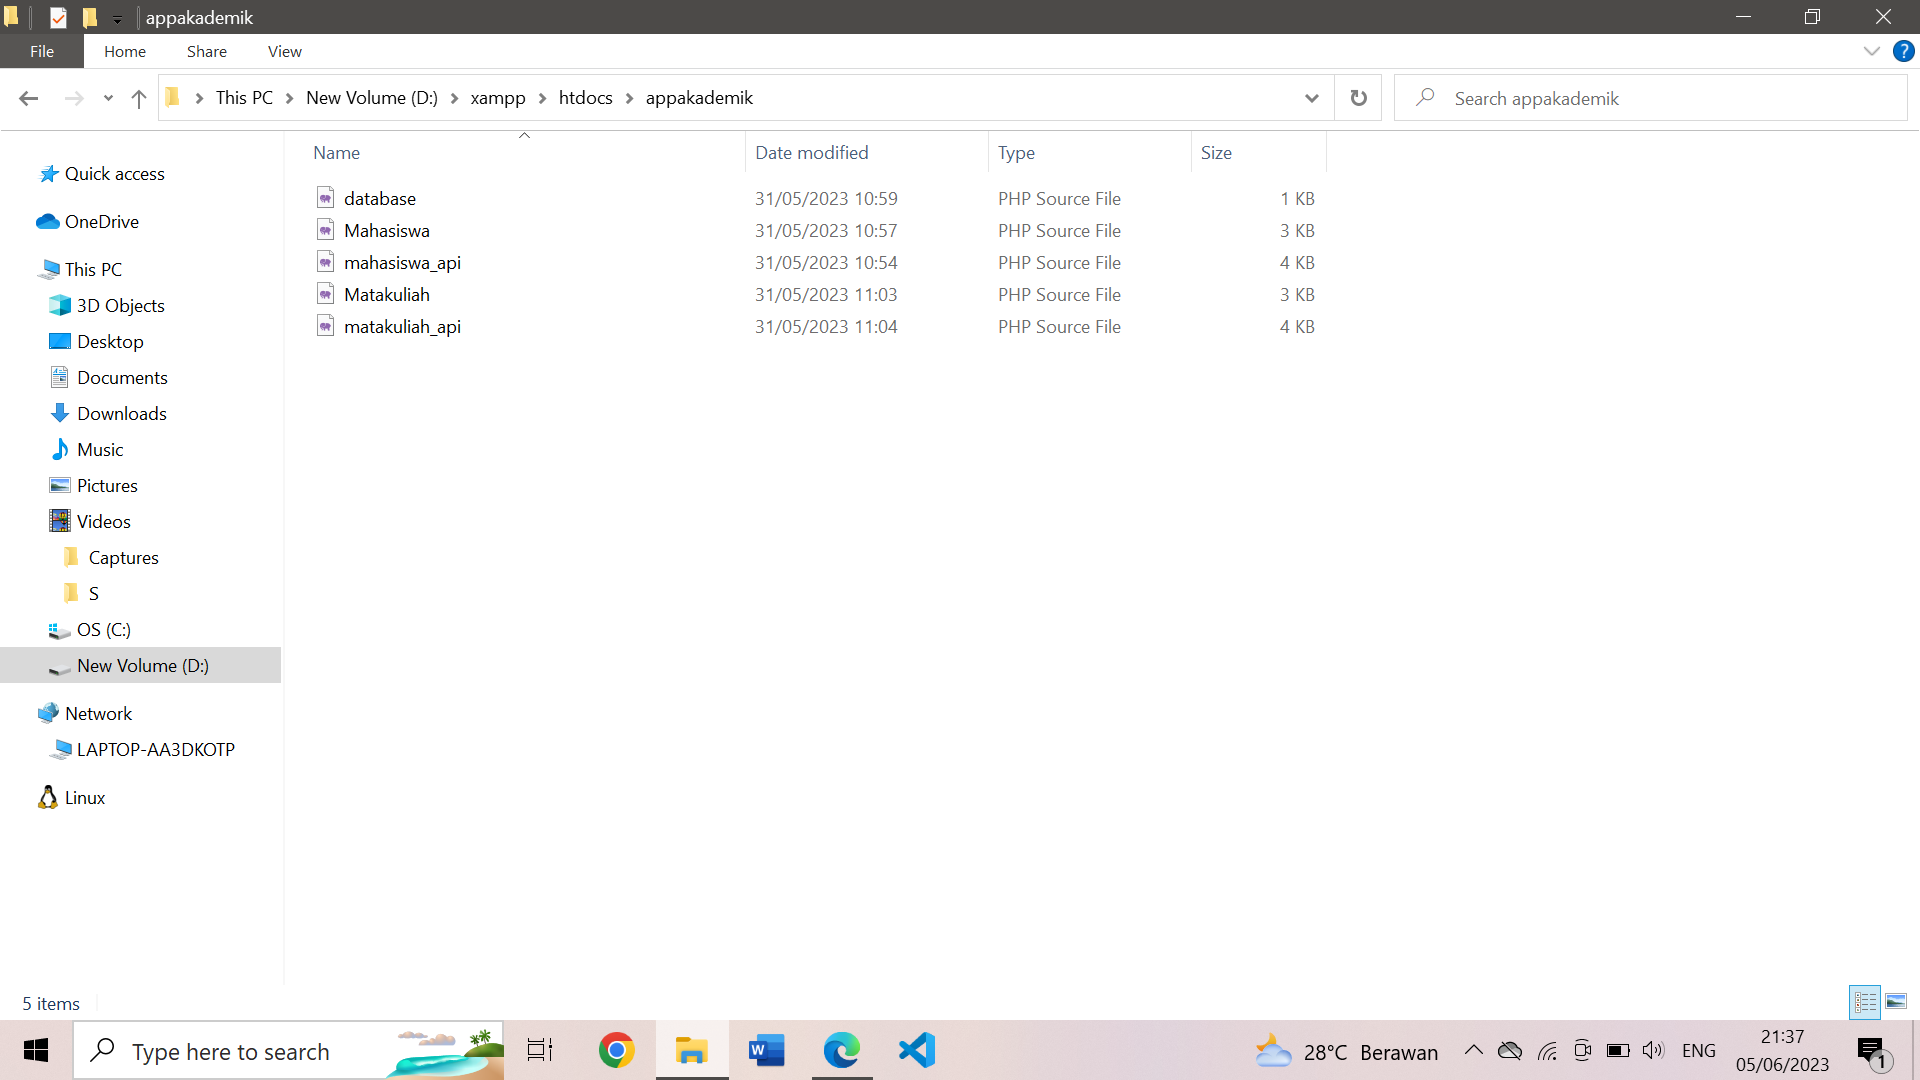 appakademik
File Home Share View
This PC New Volume (D:) xampp htdocs appakademik Search appakademik
Name Date modified Type Size
Quick access
OneDrive
This PC
3D Objects
Desktop
Documents
Downloads
Music
Pictures
Videos
Captures
S
OS (C:)
New Volume (D:)
Network
LAPTOP-AA3DKOTP
Linux
database 31/05/2023 10:59 PHP Source File 1 KB
Mahasiswa 31/05/2023 10:57 PHP Source File 3 KB
mahasiswa_api 31/05/2023 10:54 PHP Source File 4 KB
Matakuliah 31/05/2023 11:03 PHP Source File 3 KB
matakuliah_api 31/05/2023 11:04 PHP Source File 4 KB
5 items
Type here to search
28°C Berawan
ENG
21:37
05/06/2023
1